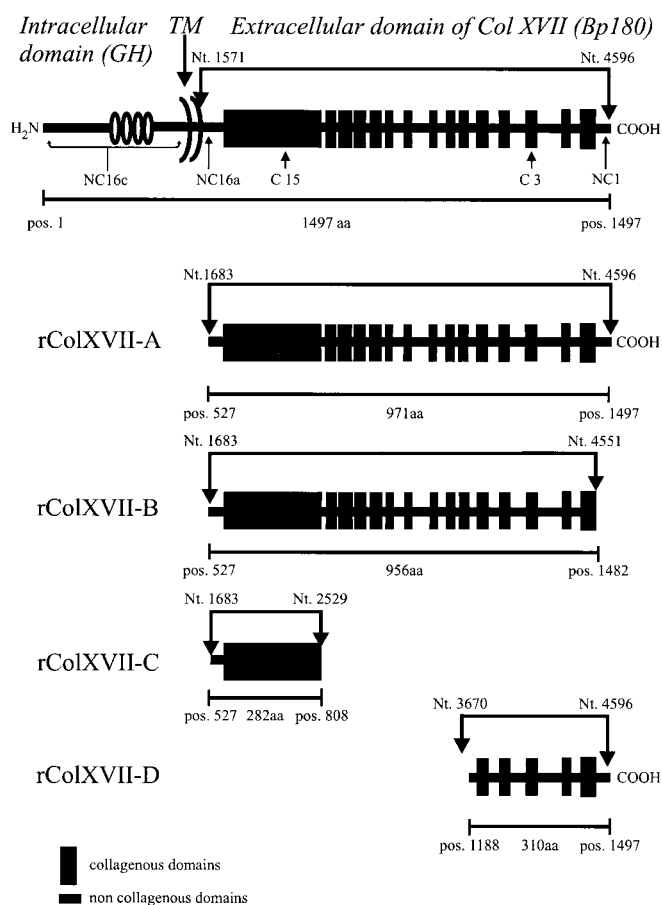 Intracellular domain (GH)
TM
Extracellular domain of Col XVII (Bp180)
Nt. 1571
Nt. 4596
H2N
COOH
NC16c
NC16a
C 15
C 3
NC1
pos. 1
1497 aa
pos. 1497
Nt.1683
Nt. 4596
rColXVII-A
COOH
pos. 527
971aa
pos. 1497
Nt. 1683
Nt. 4551
rColXVII-B
956aa
pos. 527
pos. 1482
Nt. 1683
Nt. 2529
rColXVII-C
pos. 527
282aa
pos. 808
Nt. 3670
Nt. 4596
rColXVII-D
COOH
pos. 1188
310aa
pos. 1497
collagenous domains
non collagenous domains